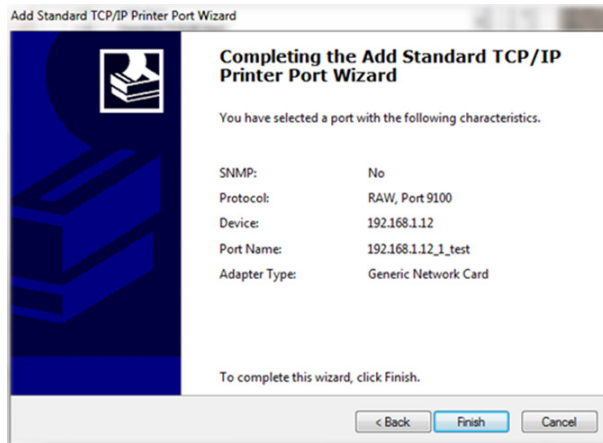 Add Standard TCP/IP Printer Port Wizard
Completing the Add Standard TCP/IP
Printer Port Wizard
You have selected a port with the following characteristics.
SNMP: No
Protocol: RAW, Port 9100
Device: 192.168.1.12
Port Name: 192.168.1.12_1_test
Adapter Type: Generic Network Card
To complete this wizard, click Finish.
< Back Finish Cancel